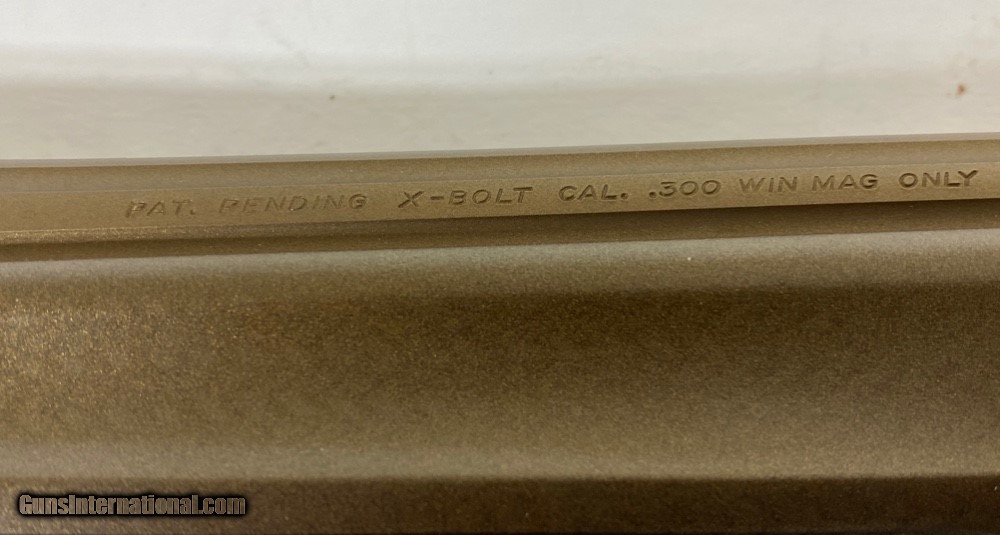 PAT. PENDING X-BOLT CAL. .300 WIN MAG ONLY
GunsInternational.com